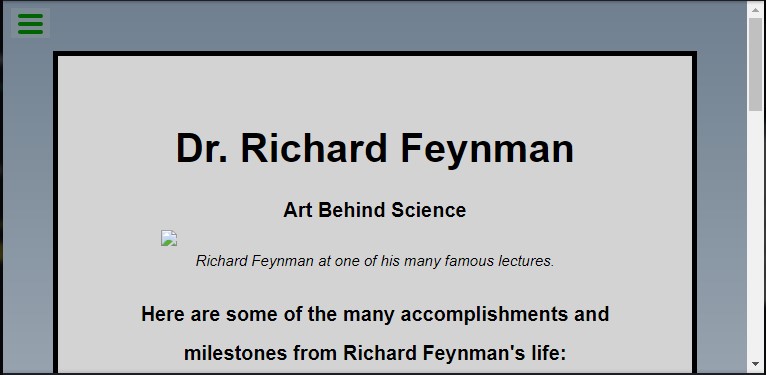 Dr. Richard Feynman
Art Behind Science
Richard Feynman at one of his many famous lectures.
Here are some of the many accomplishments and
milestones from Richard Feynman's life: